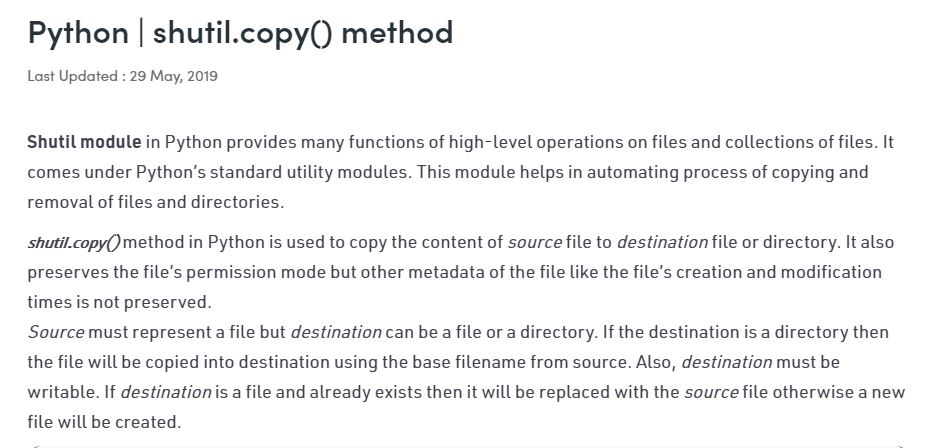 Python | shutil.copy() method
Last Updated : 29 May, 2019
Shutil module in Python provides many functions of high-level operations on files and collections of files. It
comes under Python’s standard utility modules. This module helps in automating process of copying and
removal of files and directories.
shutil.copy() method in Python is used to copy the content of source file to destination file or directory. It also
preserves the file’s permission mode but other metadata of the file like the file’s creation and modification
times is not preserved.
Source must represent a file but destination can be a file or a directory. If the destination is a directory then
the file will be copied into destination using the base filename from source. Also, destination must be
writable. If destination is a file and already exists then it will be replaced with the source file otherwise a new
file will be created.